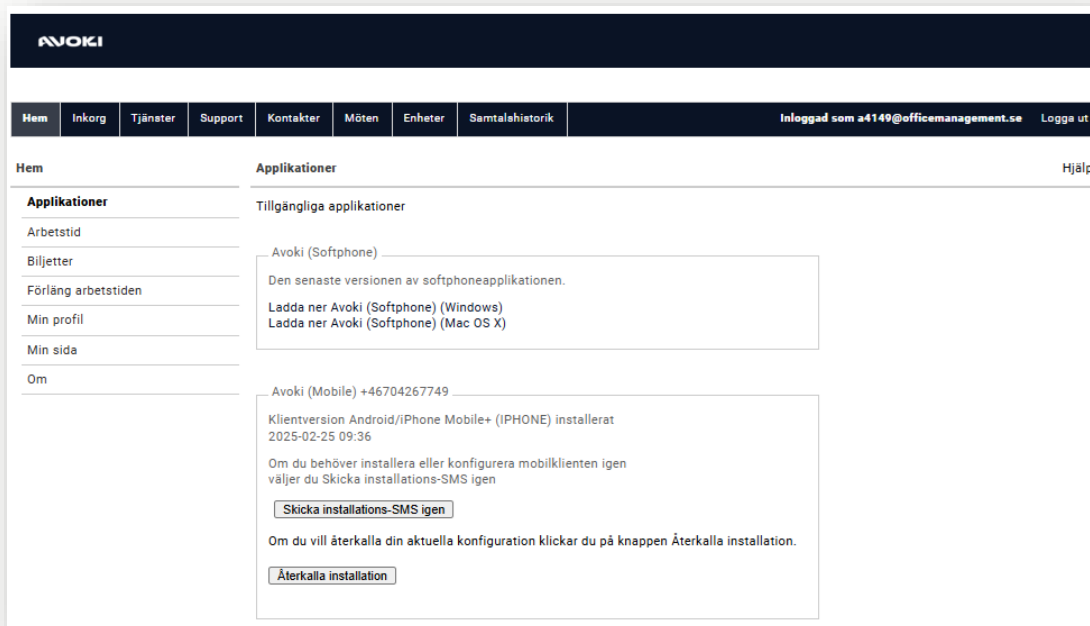 AVOKI
Hem Inkorg Tjänster Support Kontakter Möten Enheter Samtalshistorik Inloggad som a4149@officemanagement.se Logga ut
Hem
Applikationer
Arbetstid
Biljetter
Förläng arbetstiden
Min profil
Min sida
Om
Applikationer Hjälp
Tillgängliga applikationer
Avoki (Softphone)
Den senaste versionen av softphoneapplikationen.
Ladda ner Avoki (Softphone) (Windows)
Ladda ner Avoki (Softphone) (Mac OS X)
Avoki (Mobile) +46704267749
Klientversion Android/iPhone Mobile+ (IPHONE) installerat
2025-02-25 09:36
Om du behöver installera eller konfigurera mobilklienten igen
väljer du Skicka installations-SMS igen
Skicka installations-SMS igen
Om du vill återkalla din aktuella konfiguration klickar du på knappen Återkalla installation.
Återkalla installation